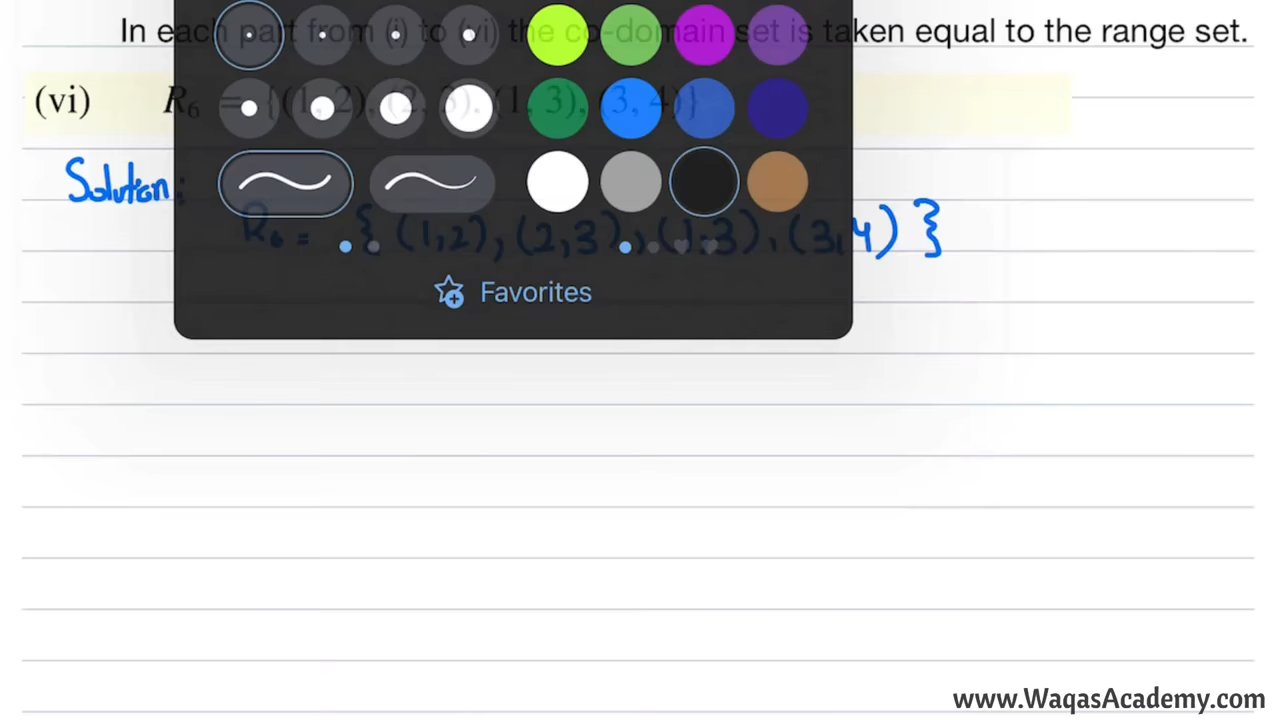 In each part from (i) to (vi) the co-domain set is taken equal to the range set.
(vi) R₆ = {(1, 2), (2, 3), (1, 3), (3, 4)}
Solution:
R₆ = { (1,2), (2,3), (1,3), (3,4) }
Favorites
www.WaqasAcademy.com